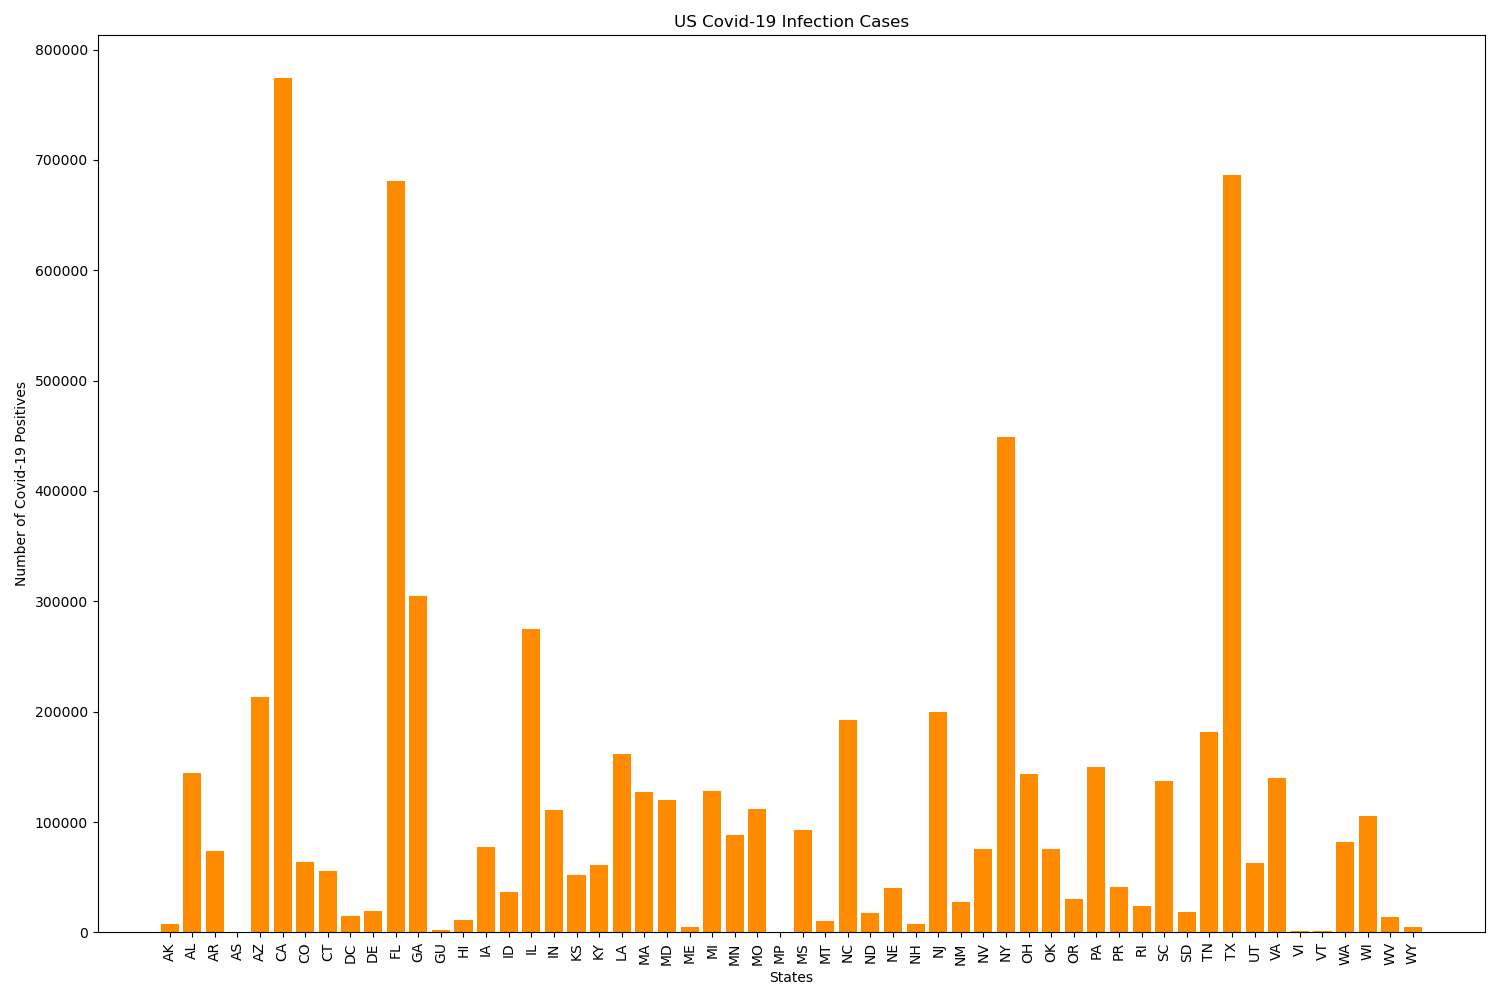 US Covid-19 Infection Cases
Number of Covid-19 Positives
800000
700000
600000
500000
400000
300000
200000
100000
0
AK AL AR AS AZ CA CO CT DC DE FL GA GU HI IA ID IL IN KS KY LA MA MD ME MI MN MO MP MS MT NC ND NE NH NJ NM NV NY OH OK OR PA PR RI SC SD TN TX UT VA VI VT WA WI WV WY
States